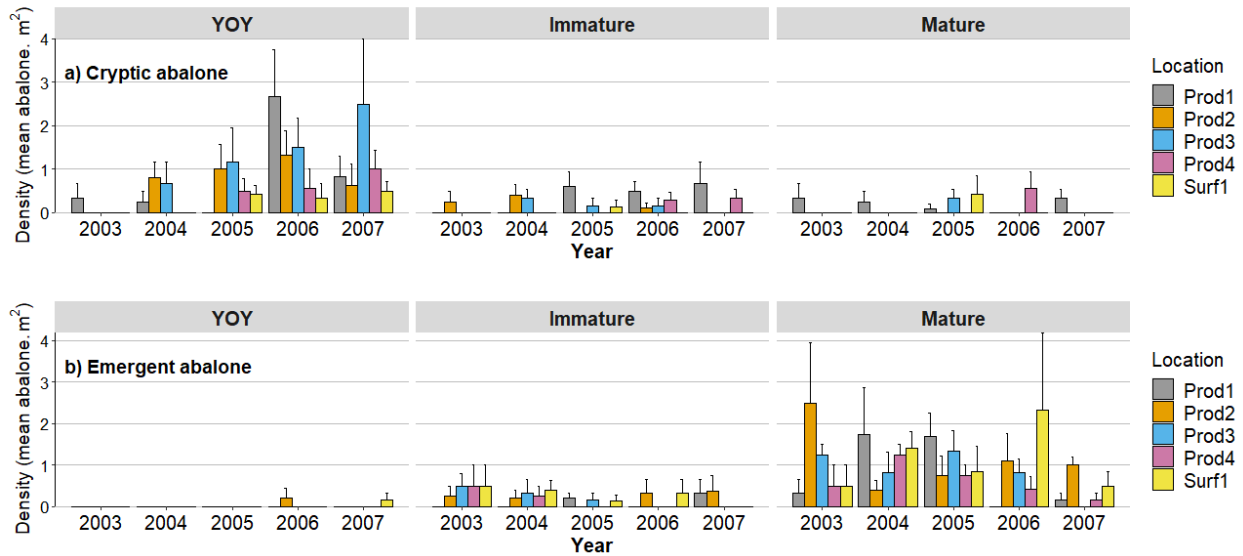 YOY Immature Mature
Density (mean abalone. m²)
4
3
2
1
0
a) Cryptic abalone
2003 2004 2005 2006 2007 2003 2004 2005 2006 2007 2003 2004 2005 2006 2007
Year
Location
Prod1
Prod2
Prod3
Prod4
Surf1
YOY Immature Mature
Density (mean abalone. m²)
4
3
2
1
0
b) Emergent abalone
2003 2004 2005 2006 2007 2003 2004 2005 2006 2007 2003 2004 2005 2006 2007
Year
Location
Prod1
Prod2
Prod3
Prod4
Surf1